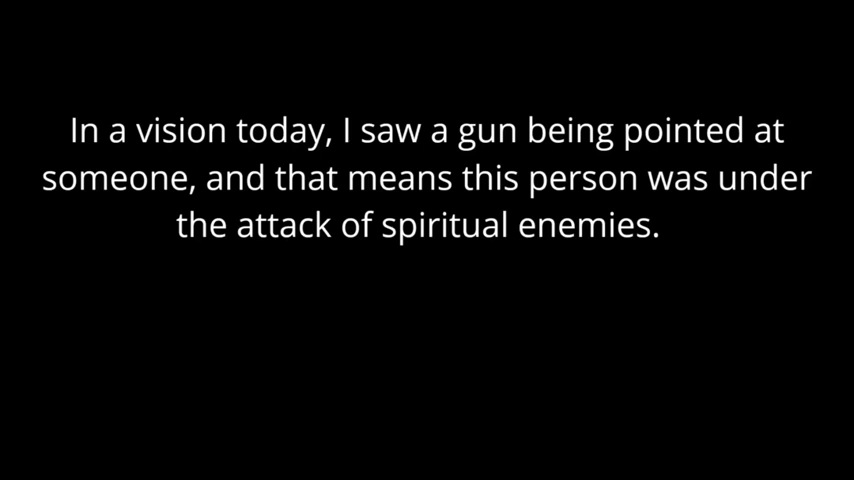 In a vision today, I saw a gun being pointed at
someone, and that means this person was under
the attack of spiritual enemies.